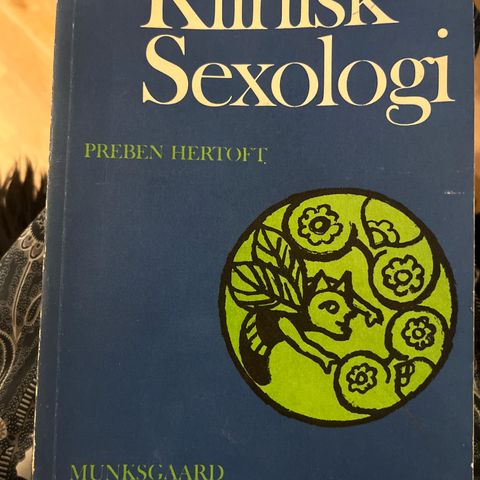 Klinisk
Sexologi
PREBEN HERTOFT
MUNKSGAARD